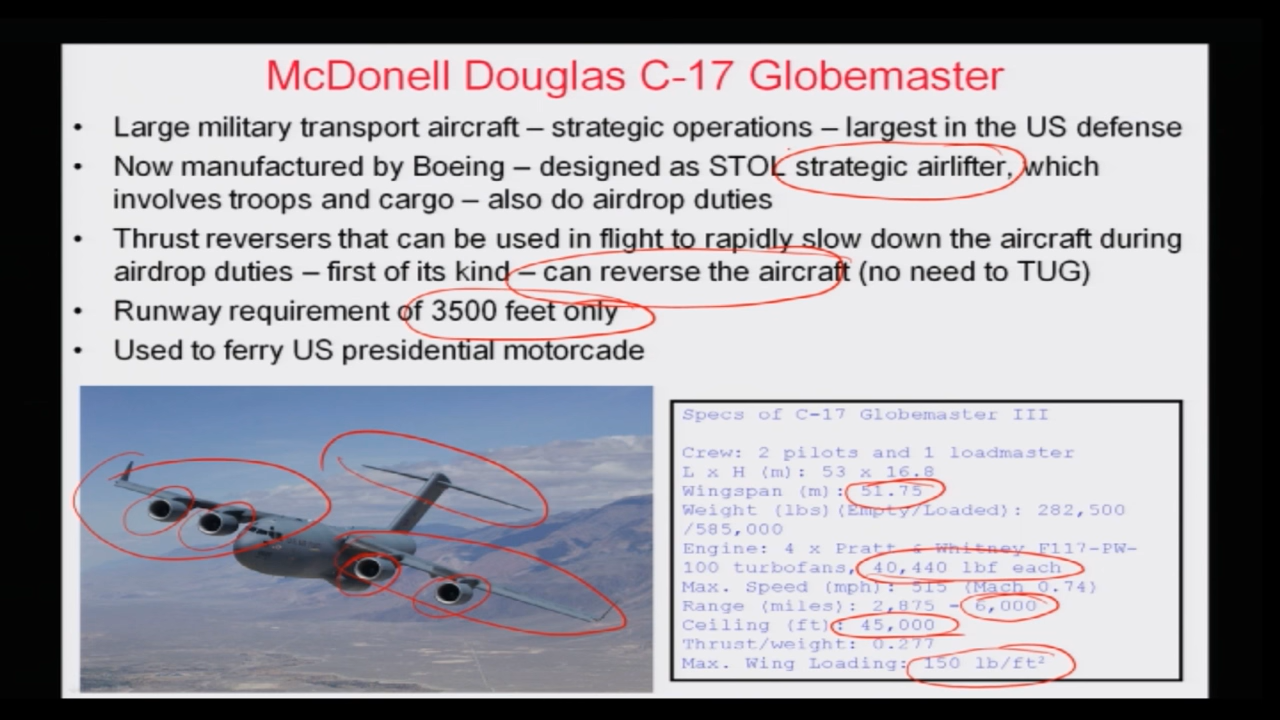 McDonell Douglas C-17 Globemaster
• Large military transport aircraft – strategic operations – largest in the US defense
• Now manufactured by Boeing – designed as STOL strategic airlifter, which
involves troops and cargo – also do airdrop duties
• Thrust reversers that can be used in flight to rapidly slow down the aircraft during
airdrop duties – first of its kind – can reverse the aircraft (no need to TUG)
• Runway requirement of 3500 feet only
• Used to ferry US presidential motorcade
Specs of C-17 Globemaster III
Crew: 2 pilots and 1 loadmaster
L x H (m): 53 x 16.8
Wingspan (m): 51.75
Weight (lbs)(Empty/Loaded): 282,500
/585,000
Engine: 4 x Pratt & Whitney F117-PW-
100 turbofans, 40,440 lbf each
Max. Speed (mph): 515 (Mach 0.74)
Range (miles): 2,875 - 6,000
Ceiling (ft): 45,000
Thrust/weight: 0.277
Max. Wing Loading: 150 lb/ft²